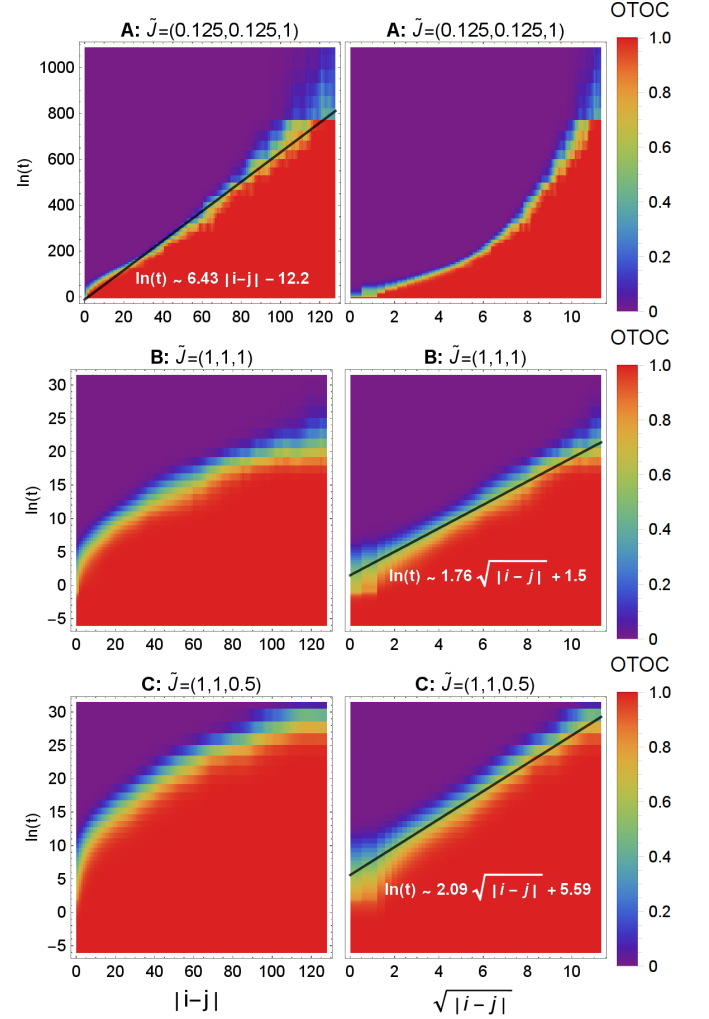 OTOC
A: J̃=(0.125,0.125,1)
A: J̃=(0.125,0.125,1)
ln(t)
1000
800
600
400
200
0
ln(t) ~ 6.43 |i–j| – 12.2
0 20 40 60 80 100 120
0 2 4 6 8 10
1.0
0.8
0.6
0.4
0.2
0
OTOC
B: J̃=(1,1,1)
B: J̃=(1,1,1)
ln(t)
30
25
20
15
10
5
0
–5
ln(t) ~ 1.76 √|i – j| + 1.5
0 20 40 60 80 100 120
0 2 4 6 8 10
1.0
0.8
0.6
0.4
0.2
0
OTOC
C: J̃=(1,1,0.5)
C: J̃=(1,1,0.5)
ln(t)
30
25
20
15
10
5
0
–5
ln(t) ~ 2.09 √|i – j| + 5.59
0 20 40 60 80 100 120
0 2 4 6 8 10
1.0
0.8
0.6
0.4
0.2
0
|i–j|
√|i – j|